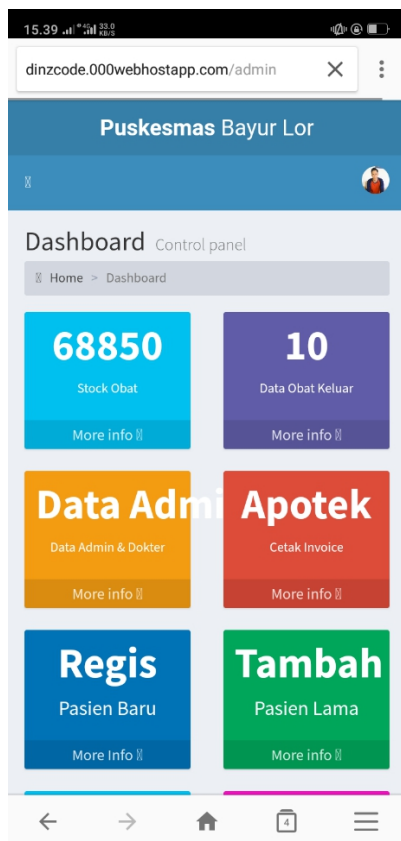 15.39 4G 33.0 KB/S
dinzcode.000webhostapp.com/admin
Puskesmas Bayur Lor
Dashboard Control panel
Home > Dashboard
68850
Stock Obat
More info
10
Data Obat Keluar
More info
Data Admi
Data Admin & Dokter
More info
Apotek
Cetak Invoice
More info
Regis
Pasien Baru
More Info
Tambah
Pasien Lama
More info
4